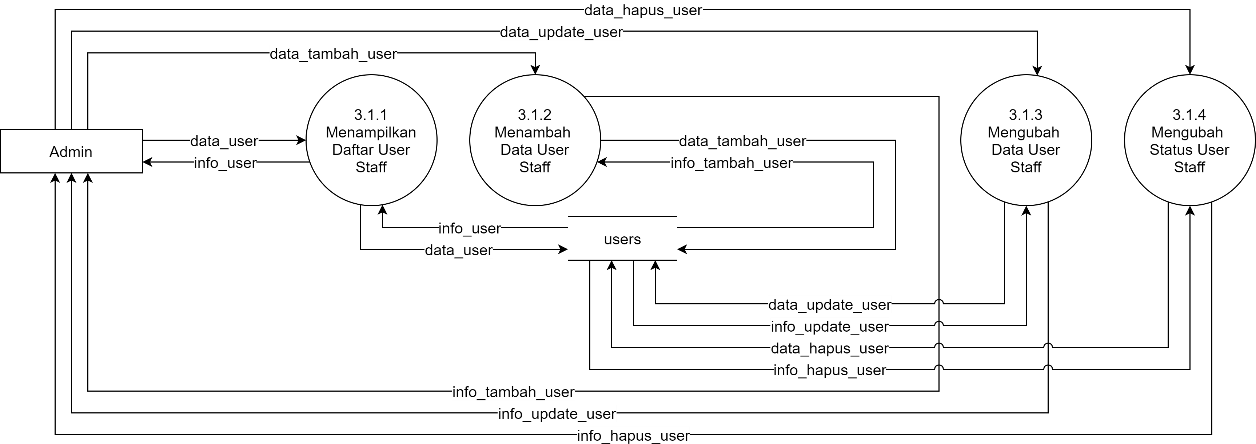 data_hapus_user
data_update_user
data_tambah_user
3.1.1
Menampilkan
Daftar User
Staff
3.1.2
Menambah
Data User
Staff
3.1.3
Mengubah
Data User
Staff
3.1.4
Mengubah
Status User
Staff
Admin
data_user
info_user
data_tambah_user
info_tambah_user
info_user
data_user
users
data_update_user
info_update_user
data_hapus_user
info_hapus_user
info_tambah_user
info_update_user
info_hapus_user